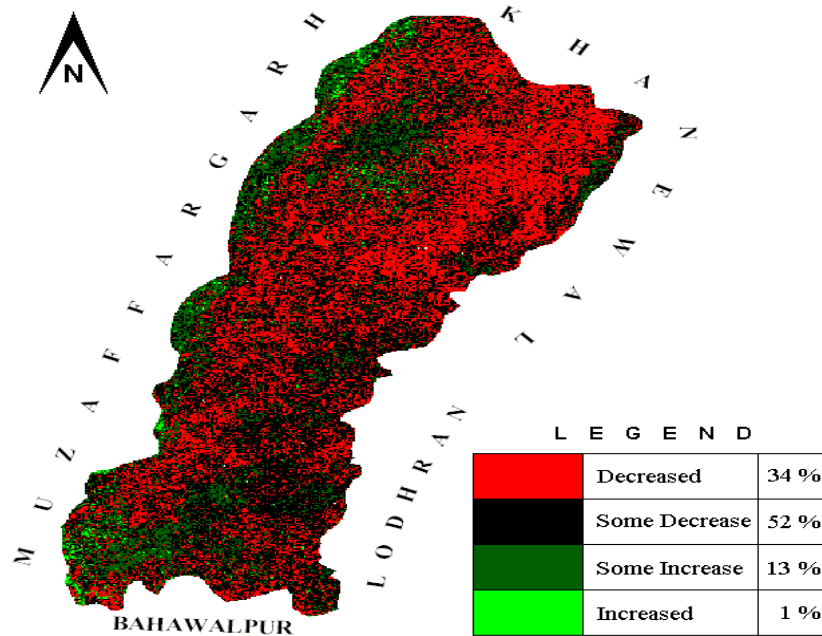 N
MUZAFFARGARH
KHANEWAL
LODHRAN
BAHAWALPUR
LEGEND
Decreased 34 %
Some Decrease 52 %
Some Increase 13 %
Increased 1 %